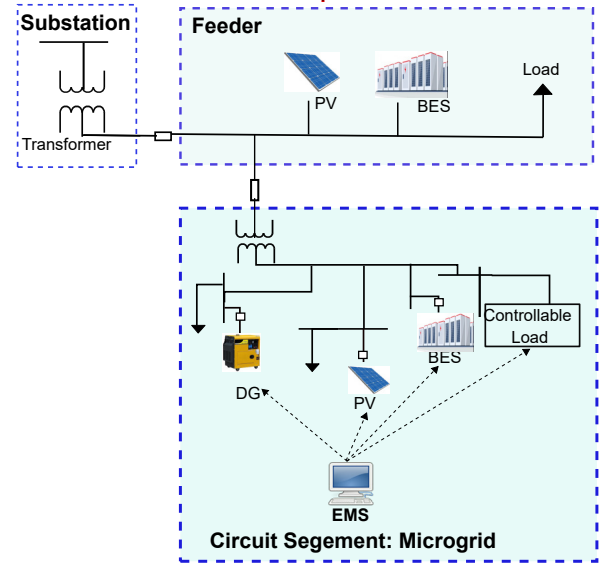 Substation
Feeder
Load
PV
BES
Transformer
Controllable
Load
BES
DG
PV
EMS
Circuit Segement: Microgrid